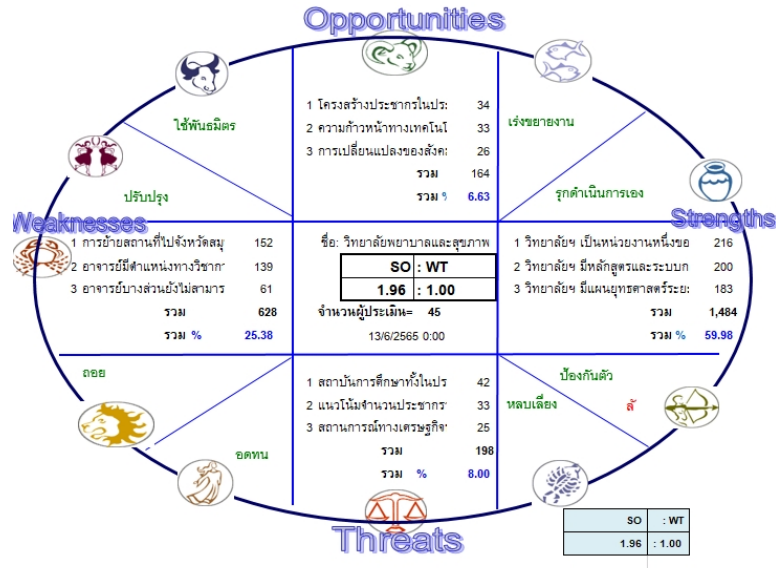 Opportunities
1 โครงสร้างประชากรในประ 34
2 ความก้าวหน้าทางเทคโนโ 33
3 การเปลี่ยนแปลงของสังค 26
รวม 164
รวม % 6.63
ใช้พันธมิตร
เร่งขยายงาน
ปรับปรุง
รุกดำเนินการเอง
Weaknesses
Strengths
1 การย้ายสถานที่ไปจังหวัดสมุ 152
2 อาจารย์มีตำแหน่งทางวิชาก 139
3 อาจารย์บางส่วนยังไม่สามาร 61
รวม 628
รวม % 25.38
ชื่อ: วิทยาลัยพยาบาลและสุขภาพ
SO : WT
1.96 : 1.00
จำนวนผู้ประเมิน= 45
13/6/2565 0:00
1 วิทยาลัยฯ เป็นหน่วยงานหนึ่งขอ 216
2 วิทยาลัยฯ มีหลักสูตรและระบบก 200
3 วิทยาลัยฯ มีแผนยุทธศาสตร์ระย 183
รวม 1,484
รวม % 59.98
ถอย
ป้องกันตัว
หลบเลี่ยง
อดทน
1 สถาบันการศึกษาทั้งในปร 42
2 แนวโน้มจำนวนประชากร 33
3 สถานการณ์ทางเศรษฐกิจ 25
รวม 198
รวม % 8.00
Threats
SO : WT
1.96 : 1.00